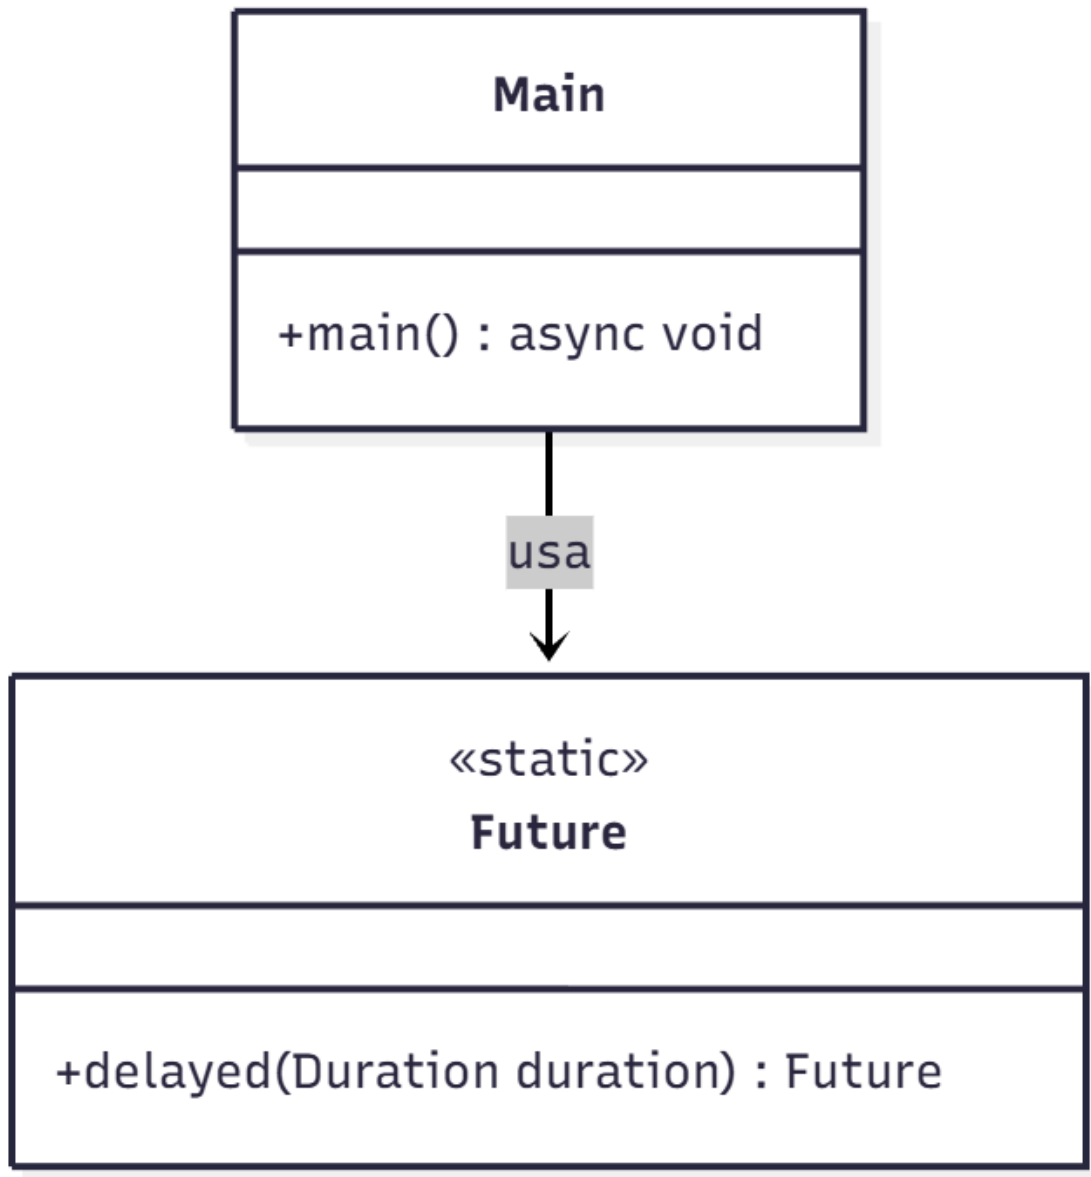 Main
+main() : async void
usa
«static»
Future
+delayed(Duration duration) : Future